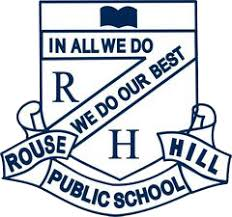 IN ALL WE DO
WE DO OUR BEST
R
H
ROUSE HILL
PUBLIC SCHOOL